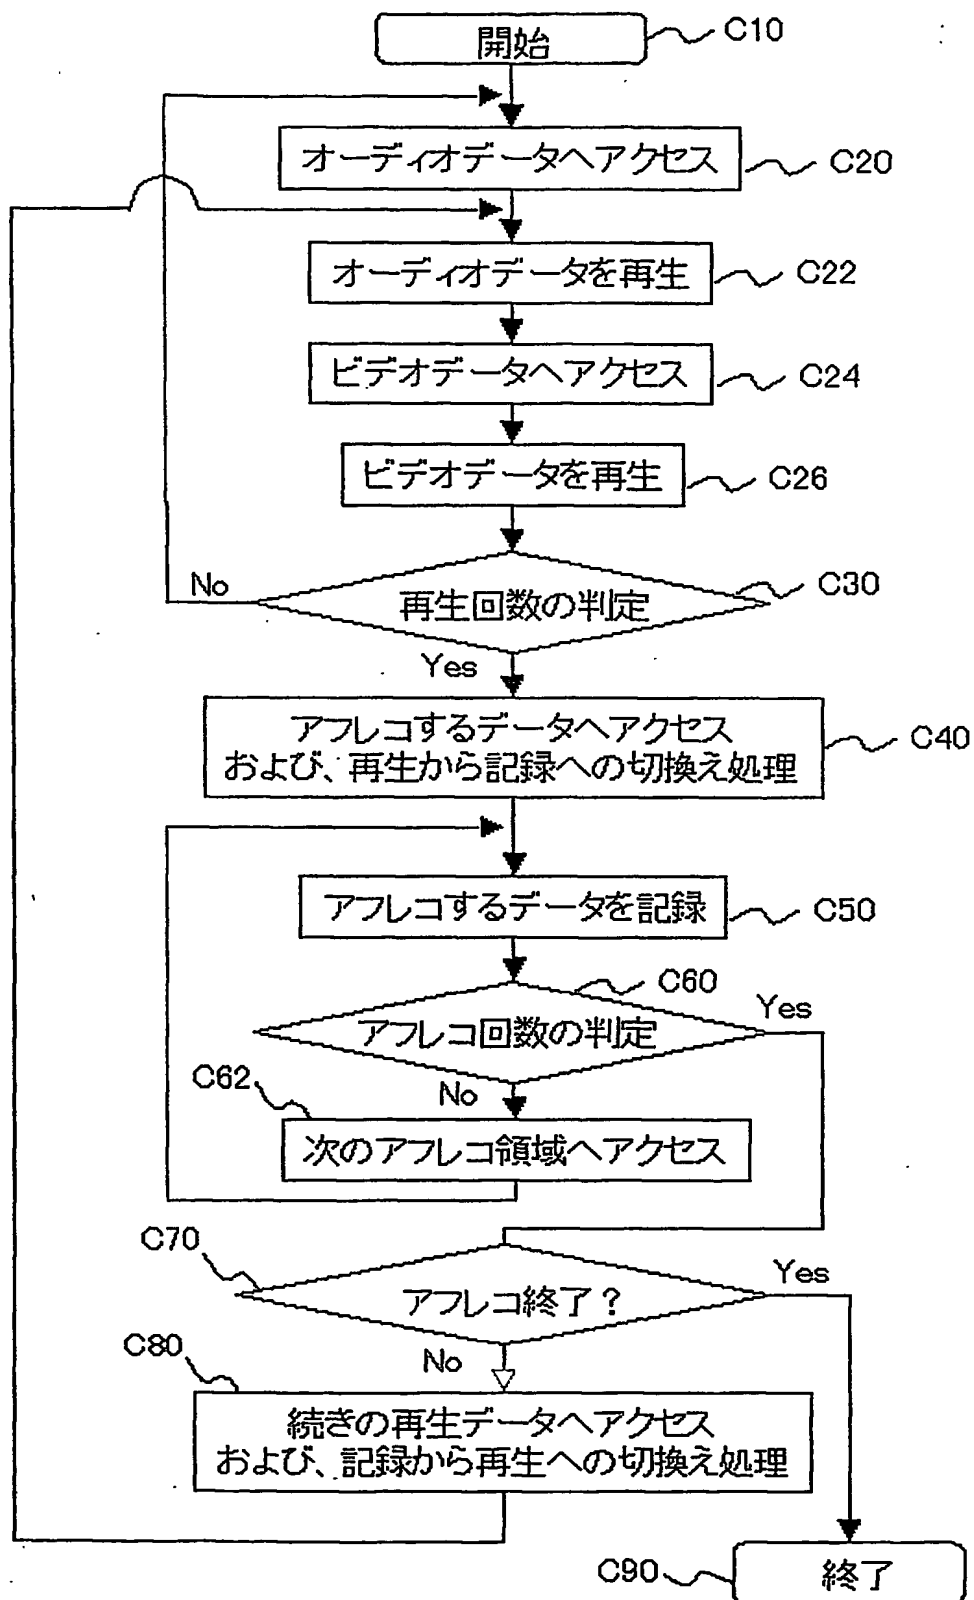 開始
C10
オーディオデータへアクセス
C20
オーディオデータを再生
C22
ビデオデータへアクセス
C24
ビデオデータを再生
C26
再生回数の判定
C30
No
Yes
アフレコするデータへアクセス
および、再生から記録への切換え処理
C40
アフレコするデータを記録
C50
アフレコ回数の判定
C60
Yes
No
C62
次のアフレコ領域へアクセス
C70
アフレコ終了?
Yes
No
C80
続きの再生データへアクセス
および、記録から再生への切換え処理
C90
終了